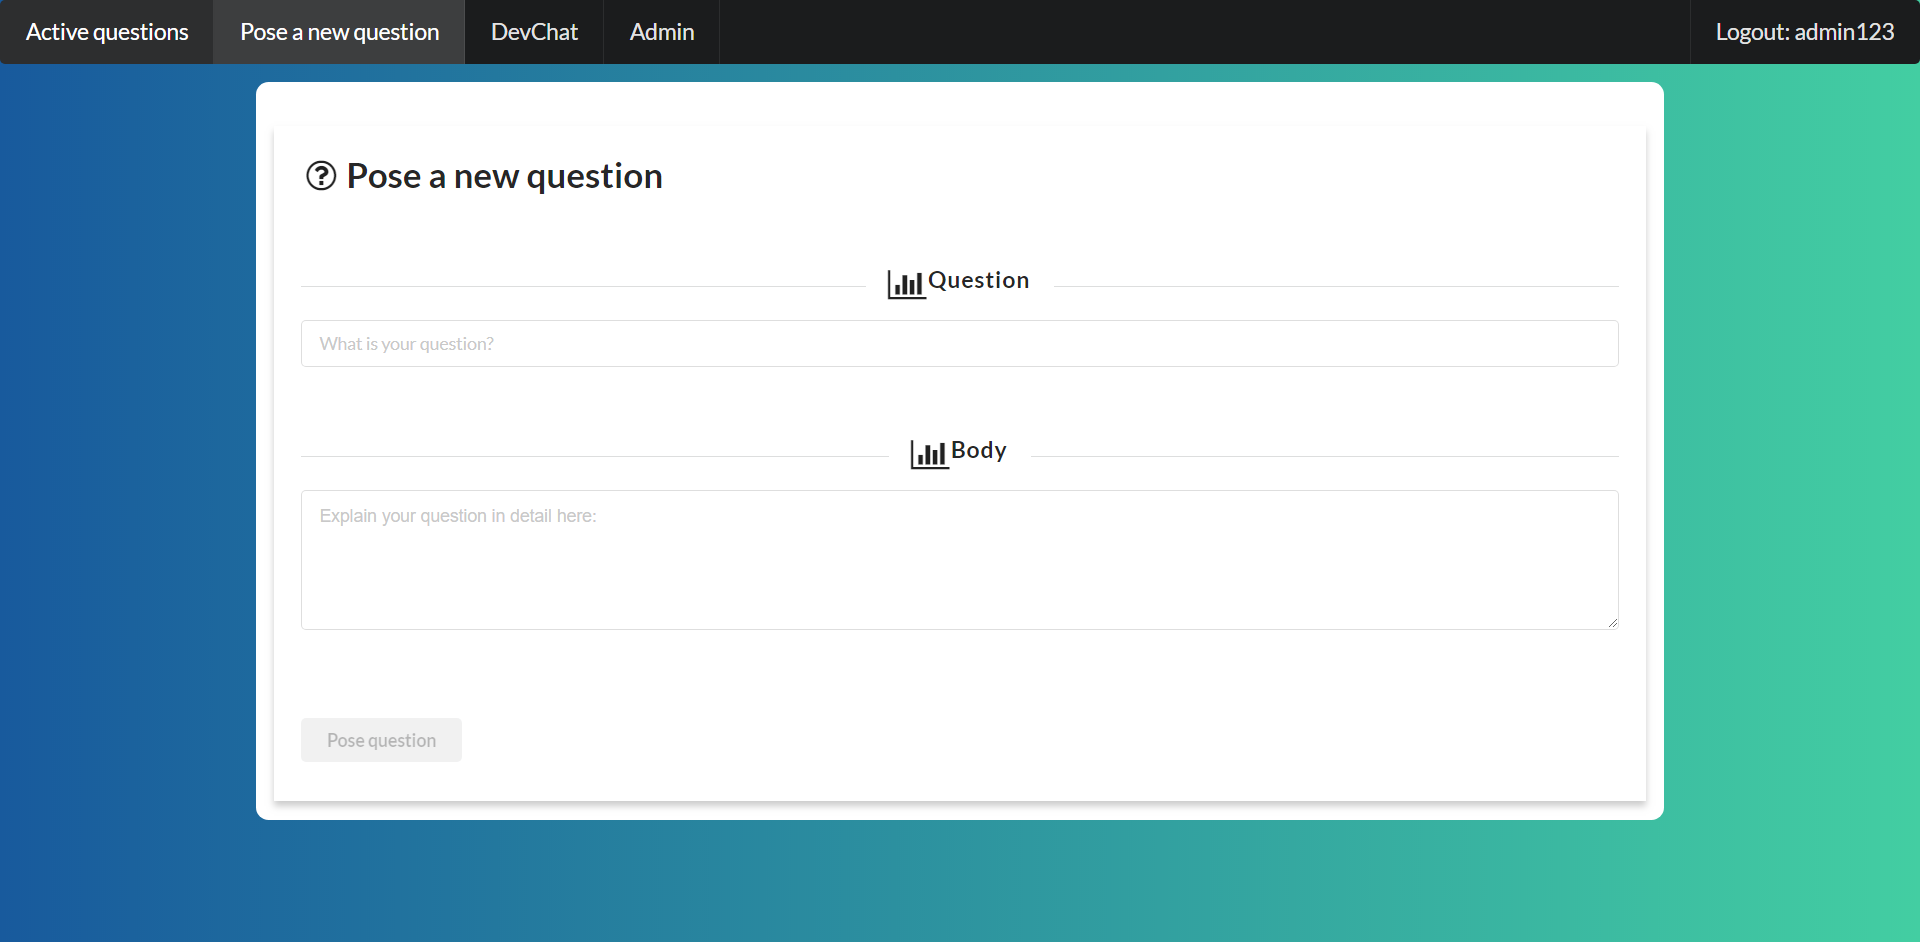 Active questions
Pose a new question
DevChat
Admin
Logout: admin123
Pose a new question
Question
What is your question?
Body
Explain your question in detail here:
Pose question